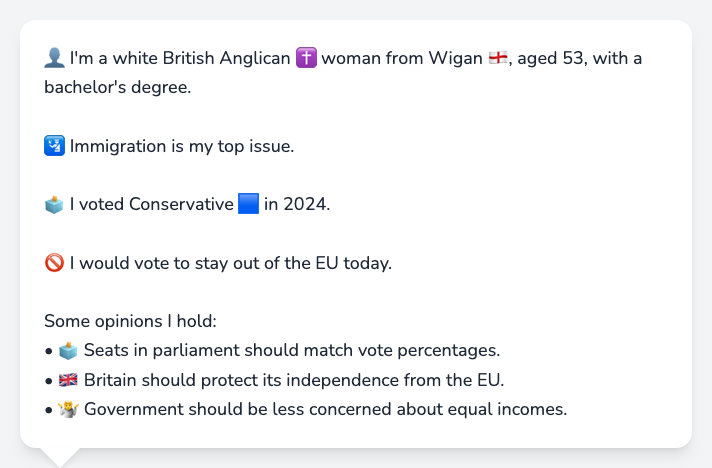 👤 I'm a white British Anglican ✝️ woman from Wigan 🏴󠁧󠁢󠁥󠁮󠁧󠁿, aged 53, with a
bachelor's degree.
🛂 Immigration is my top issue.
🗳️ I voted Conservative 🟦 in 2024.
🚫 I would vote to stay out of the EU today.
Some opinions I hold:
• 🗳️ Seats in parliament should match vote percentages.
• 🇬🇧 Britain should protect its independence from the EU.
• 🤷 Government should be less concerned about equal incomes.